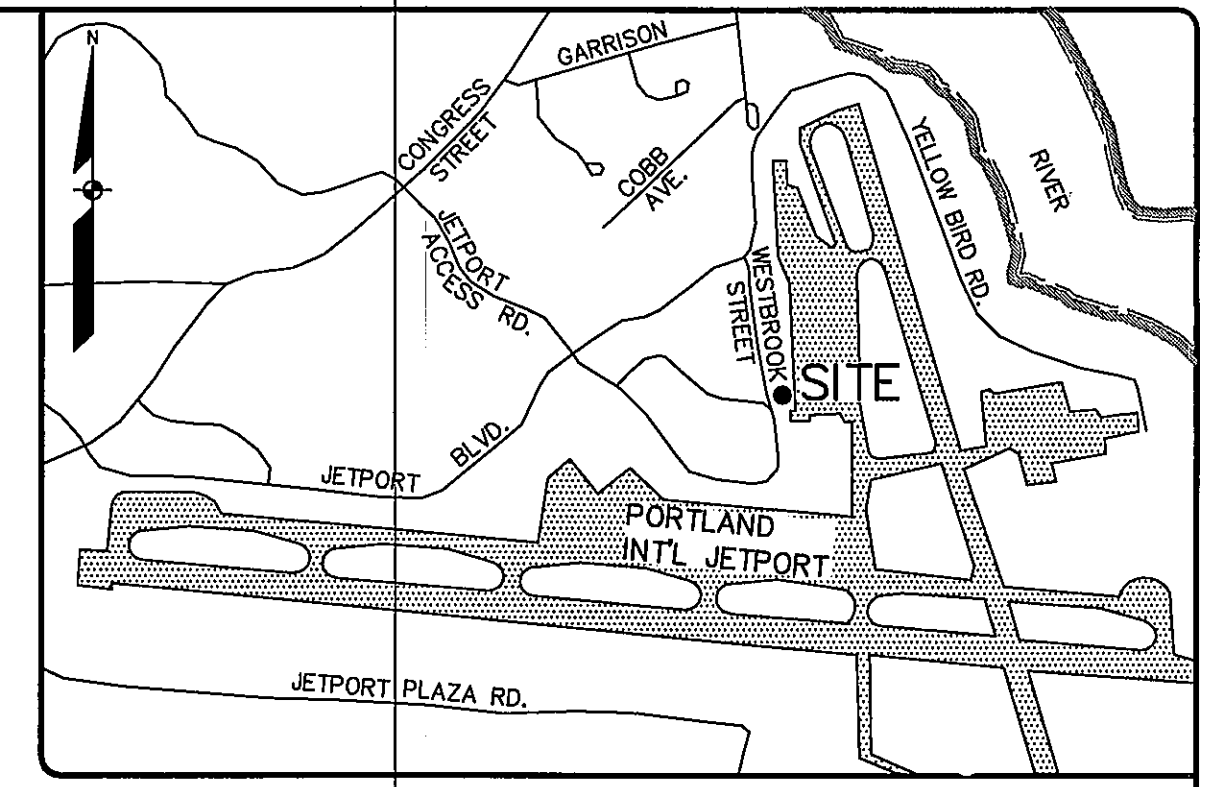 N
GARRISON
CONGRESS
STREET
COBB
AVE.
YELLOW BIRD RD.
RIVER
JETPORT
ACCESS RD.
WESTBROOK
STREET
SITE
JETPORT BLVD.
PORTLAND
INT'L JETPORT
JETPORT PLAZA RD.